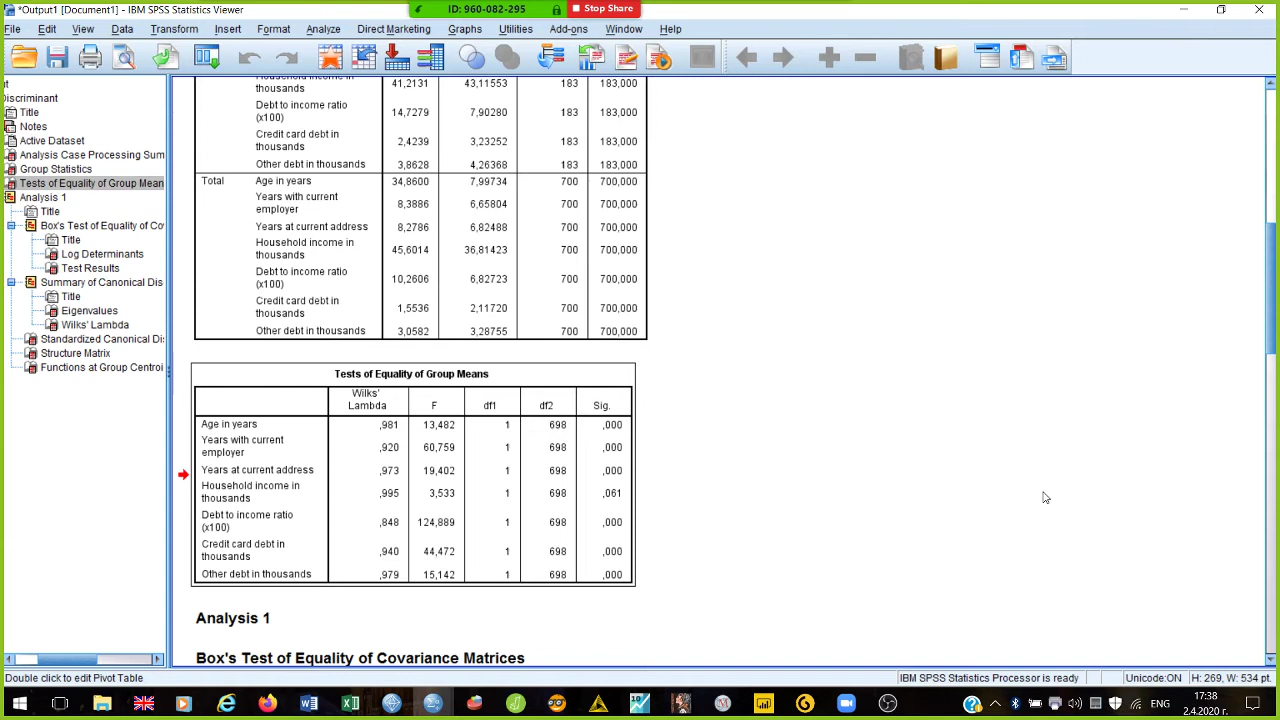 *Output1 [Document1] - IBM SPSS Statistics Viewer
ID: 960-082-295
Stop Share
File Edit View Data Transform Insert Format Analyze Direct Marketing Graphs Utilities Add-ons Window Help
Discriminant
Title
Notes
Active Dataset
Analysis Case Processing Sum
Group Statistics
Tests of Equality of Group Mean
Analysis 1
Title
Box's Test of Equality of Co
Title
Log Determinants
Test Results
Summary of Canonical Dis
Title
Eigenvalues
Wilks' Lambda
Standardized Canonical Di
Structure Matrix
Functions at Group Centroi
Household income in thousands 41,2131 43,11553 183 183,000
Debt to income ratio (x100) 14,7279 7,90280 183 183,000
Credit card debt in thousands 2,4239 3,23252 183 183,000
Other debt in thousands 3,8628 4,26368 183 183,000
Total Age in years 34,8600 7,99734 700 700,000
Years with current employer 8,3886 6,65804 700 700,000
Years at current address 8,2786 6,82488 700 700,000
Household income in thousands 45,6014 36,81423 700 700,000
Debt to income ratio (x100) 10,2606 6,82723 700 700,000
Credit card debt in thousands 1,5536 2,11720 700 700,000
Other debt in thousands 3,0582 3,28755 700 700,000
Tests of Equality of Group Means
Wilks' Lambda F df1 df2 Sig.
Age in years ,981 13,482 1 698 ,000
Years with current employer ,920 60,759 1 698 ,000
Years at current address ,973 19,402 1 698 ,000
Household income in thousands ,995 3,533 1 698 ,061
Debt to income ratio (x100) ,848 124,889 1 698 ,000
Credit card debt in thousands ,940 44,472 1 698 ,000
Other debt in thousands ,979 15,142 1 698 ,000
Analysis 1
Box's Test of Equality of Covariance Matrices
Double click to edit Pivot Table
IBM SPSS Statistics Processor is ready
Unicode:ON
H: 269, W: 534 pt.
ENG
17:38
2.4.2020 г.